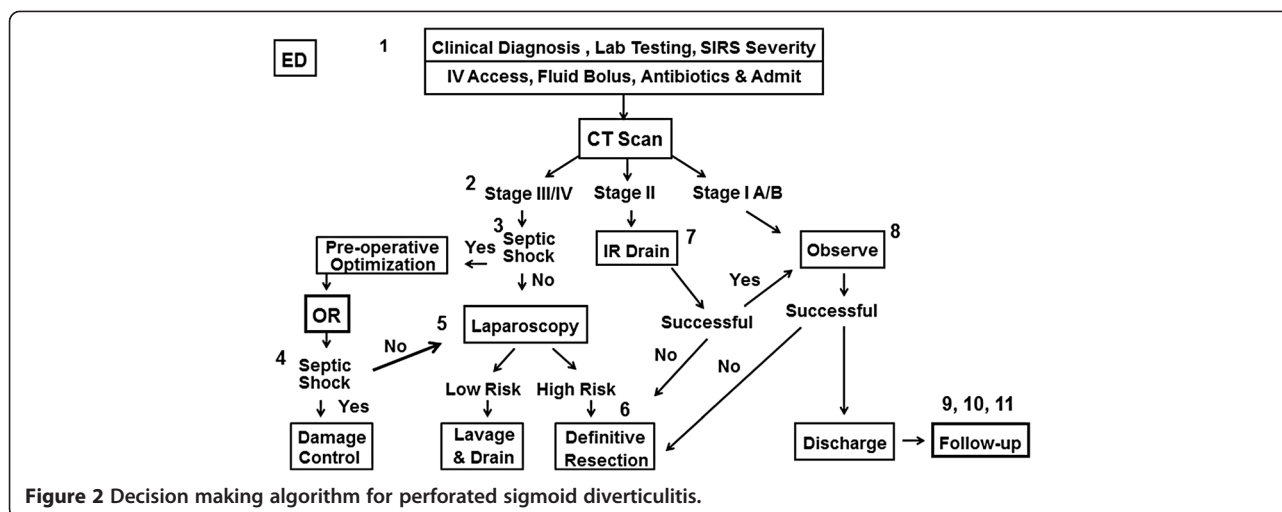 ED
1
Clinical Diagnosis , Lab Testing, SIRS Severity
IV Access, Fluid Bolus, Antibiotics & Admit
CT Scan
2
Stage III/IV
Stage II
Stage I A/B
3
Septic
Shock
Yes
No
Pre-operative
Optimization
OR
7
IR Drain
8
Observe
Yes
Successful
No
Successful
No
4
Septic
Shock
No
Yes
5
Laparoscopy
Low Risk
High Risk
6
Damage
Control
Lavage
& Drain
Definitive
Resection
Discharge
9, 10, 11
Follow-up
Figure 2 Decision making algorithm for perforated sigmoid diverticulitis.